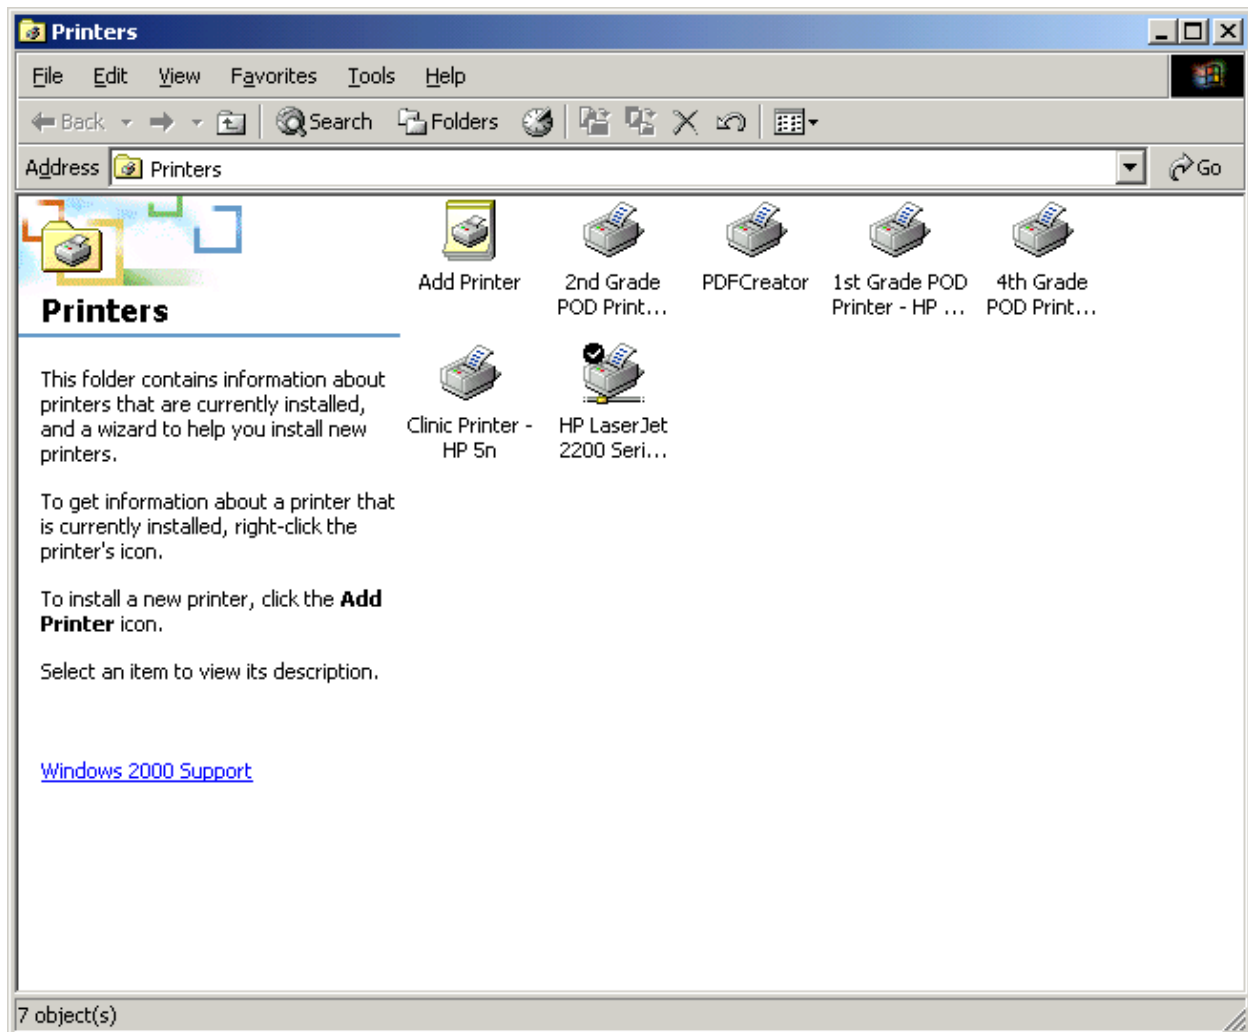 Printers
File Edit View Favorites Tools Help
Back Search Folders
Address Printers Go
Printers
This folder contains information about
printers that are currently installed,
and a wizard to help you install new
printers.
To get information about a printer that
is currently installed, right-click the
printer's icon.
To install a new printer, click the Add
Printer icon.
Select an item to view its description.
Windows 2000 Support
Add Printer
2nd Grade
POD Print...
PDFCreator
1st Grade POD
Printer - HP ...
4th Grade
POD Print...
Clinic Printer -
HP 5n
HP LaserJet
2200 Seri...
7 object(s)